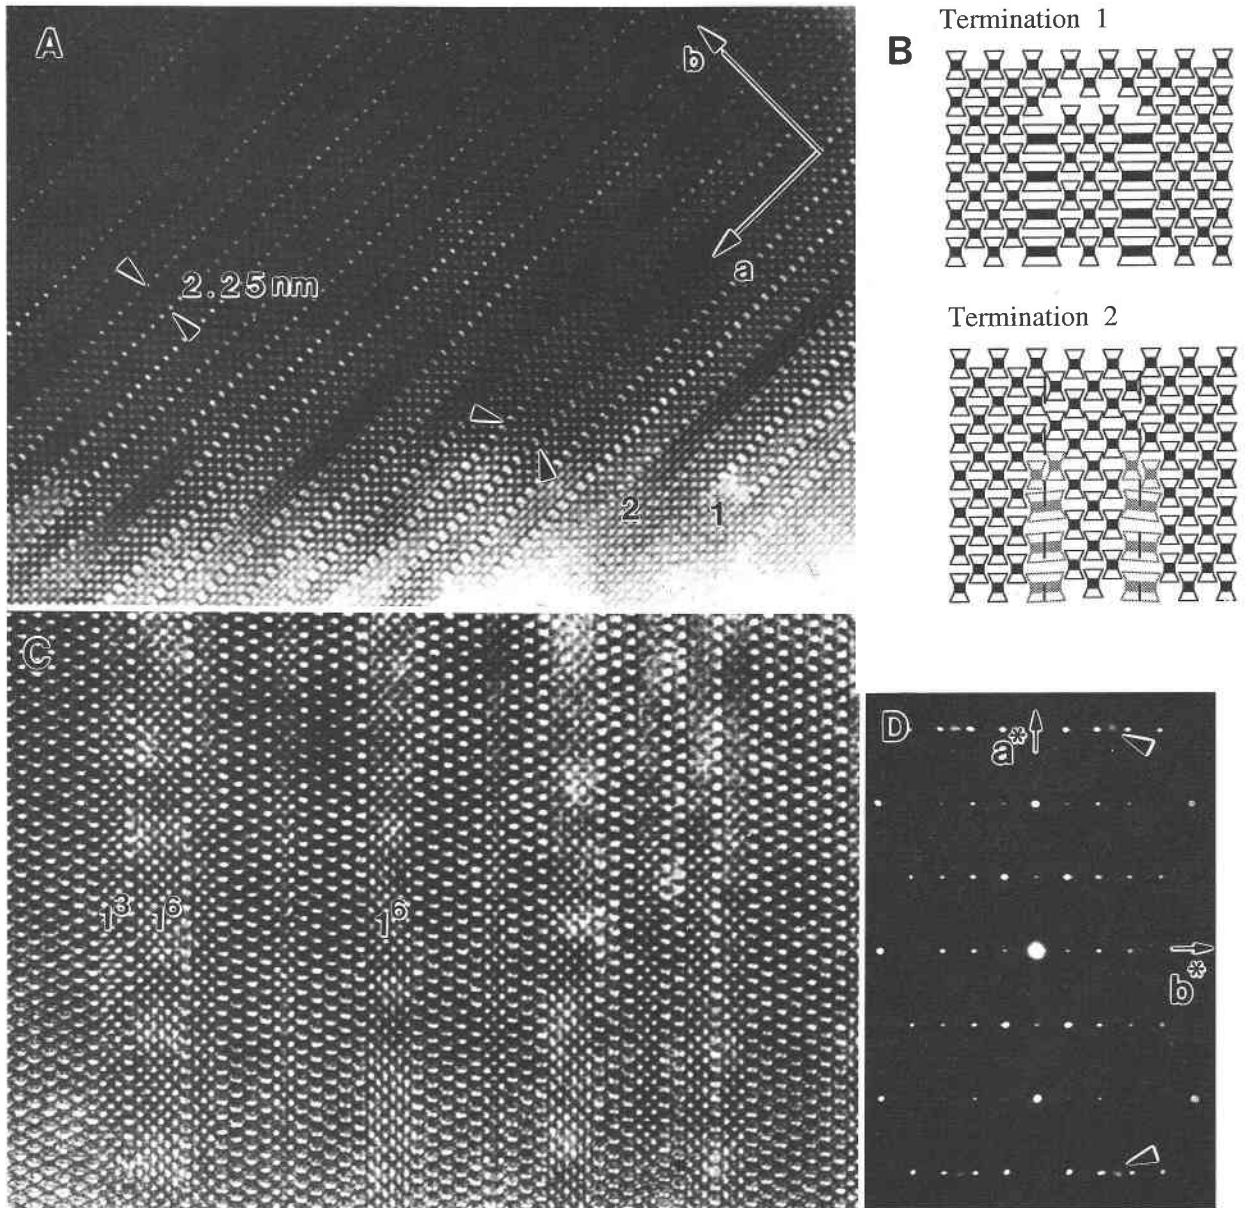 A
b
a
2.25nm
2
1
B
Termination 1
Termination 2
C
1³ 1⁶
1⁶
D
a*
b*